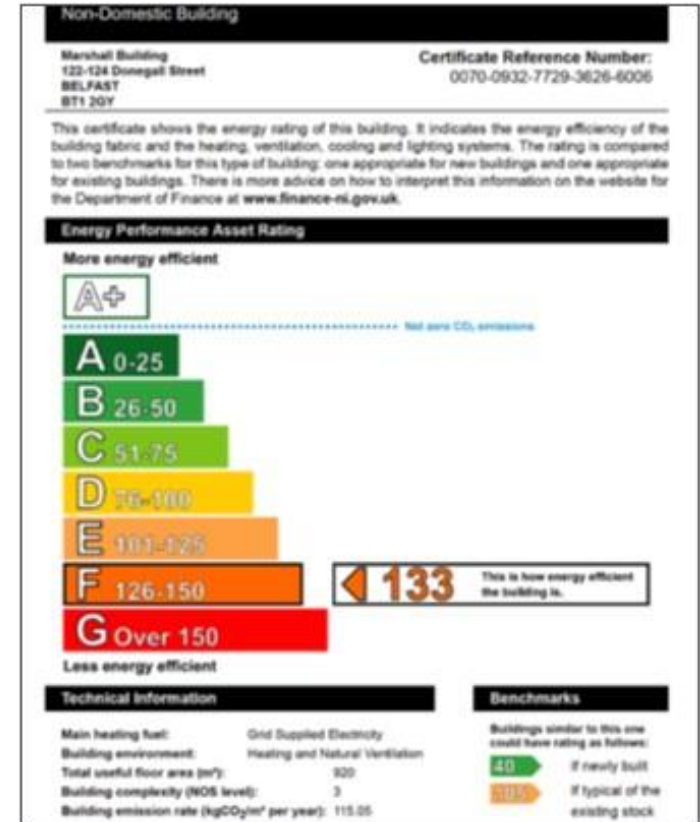 Non-Domestic Building
Marshall Building
122-124 Donegall Street
BELFAST
BT1 2GY
Certificate Reference Number:
0070-0932-7729-3626-6006
This certificate shows the energy rating of this building. It indicates the energy efficiency of the
building fabric and the heating, ventilation, cooling and lighting systems. The rating is compared
to two benchmarks for this type of building: one appropriate for new buildings and one appropriate
for existing buildings. There is more advice on how to interpret this information on the website for
the Department of Finance at www.finance-ni.gov.uk.
Energy Performance Asset Rating
More energy efficient
A+
Net zero CO₂ emissions
A 0-25
B 26-50
C 51-75
D 76-100
E 101-125
F 126-150
133
This is how energy efficient
the building is.
G Over 150
Less energy efficient
Technical Information
Main heating fuel: Grid Supplied Electricity
Building environment: Heating and Natural Ventilation
Total useful floor area (m²): 920
Building complexity (NOS level): 3
Building emission rate (kgCO₂/m² per year): 115.05
Benchmarks
Buildings similar to this one
could have rating as follows:
40 If newly built
105 If typical of the
existing stock